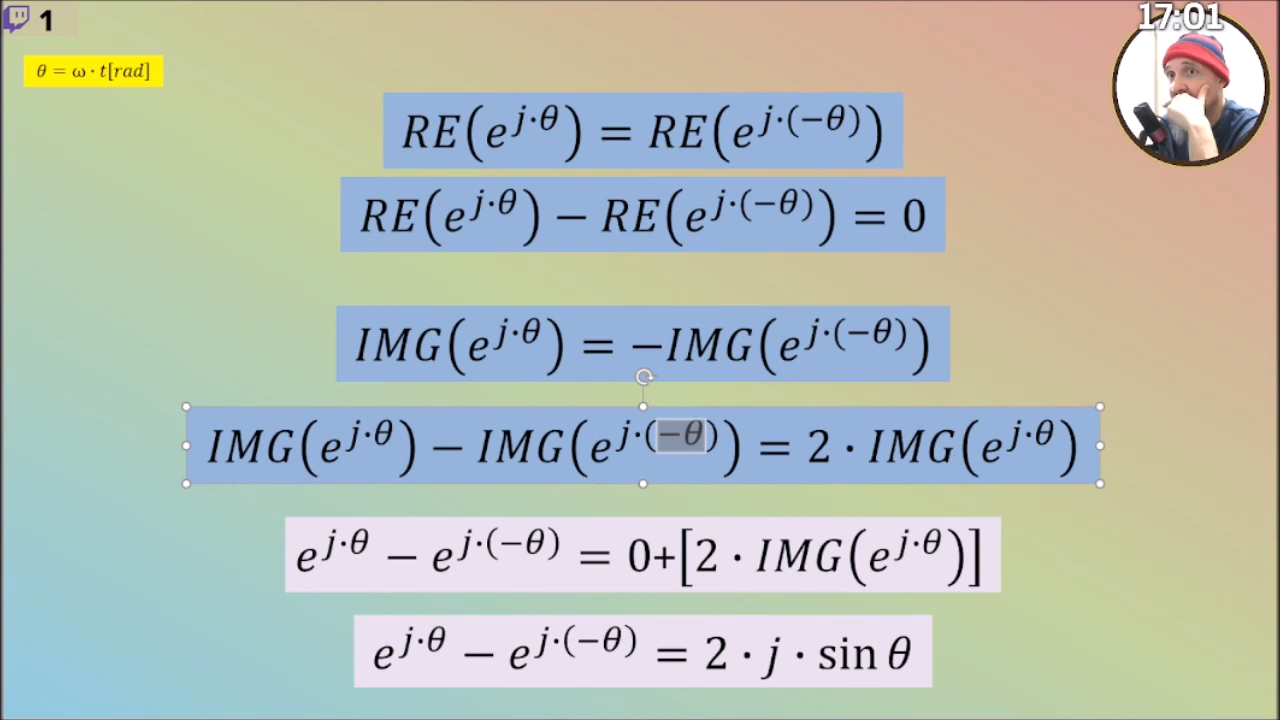 1
17:01
θ = ω · t[rad]
RE(e^{j·θ}) = RE(e^{j·(−θ)})
RE(e^{j·θ}) − RE(e^{j·(−θ)}) = 0
IMG(e^{j·θ}) = −IMG(e^{j·(−θ)})
IMG(e^{j·θ}) − IMG(e^{j·(−θ)}) = 2 · IMG(e^{j·θ})
e^{j·θ} − e^{j·(−θ)} = 0+[2 · IMG(e^{j·θ})]
e^{j·θ} − e^{j·(−θ)} = 2 · j · sin θ